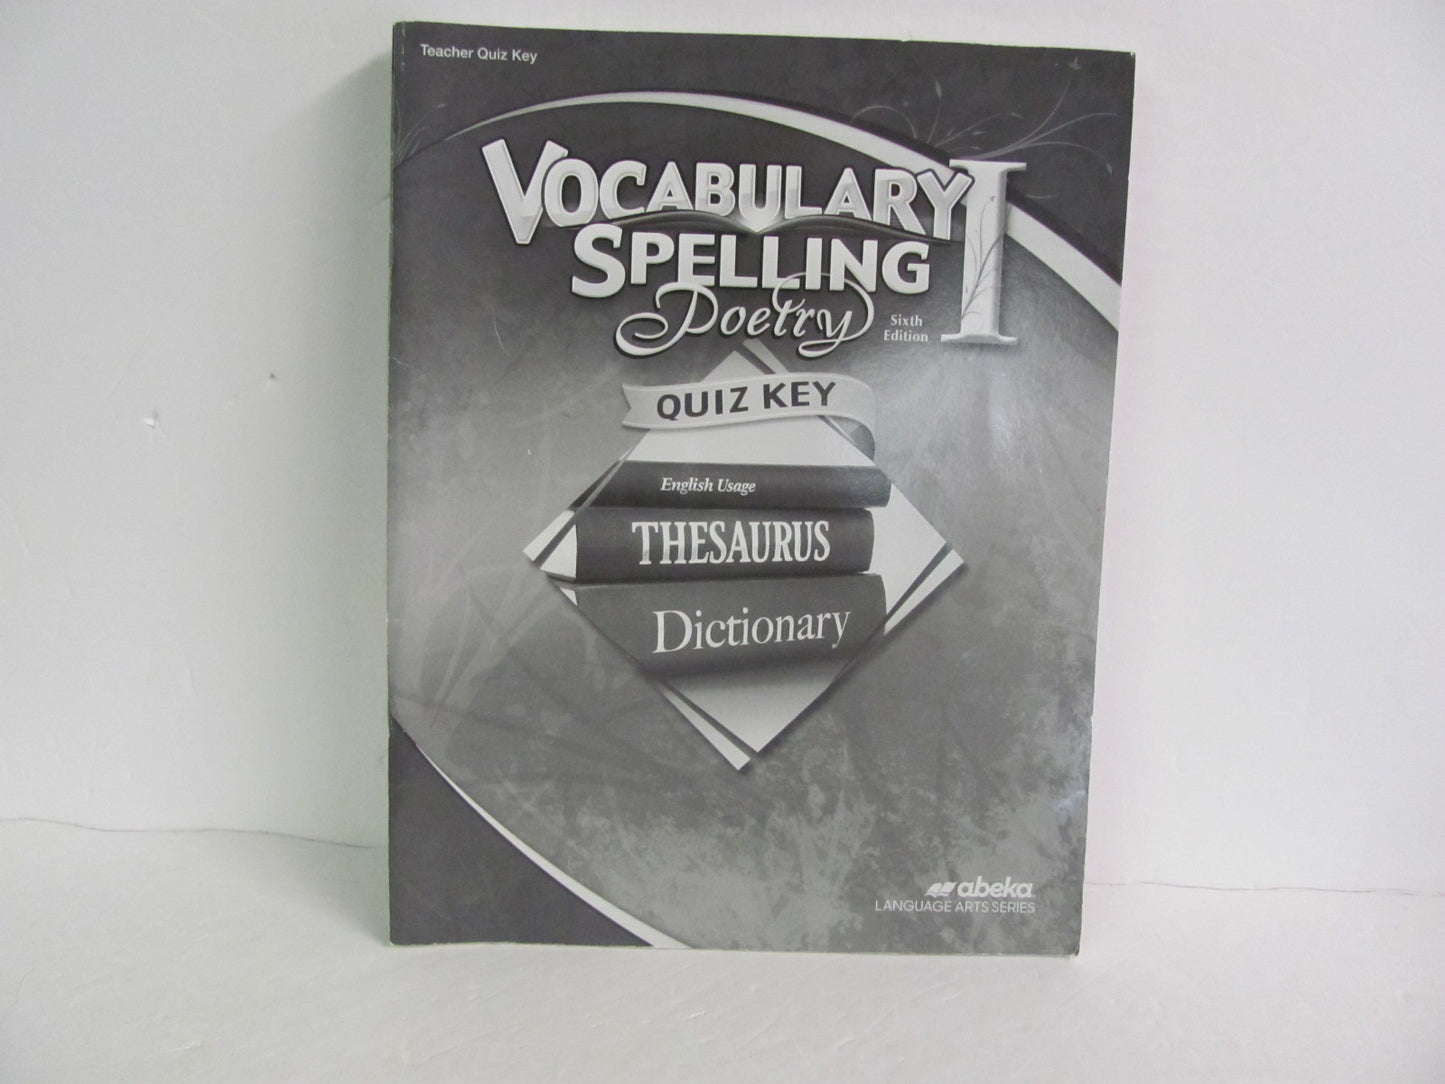 Teacher Quiz Key
VOCABULARY I
SPELLING
Poetry
Sixth
Edition
QUIZ KEY
English Usage
THESAURUS
Dictionary
abeka
LANGUAGE ARTS SERIES